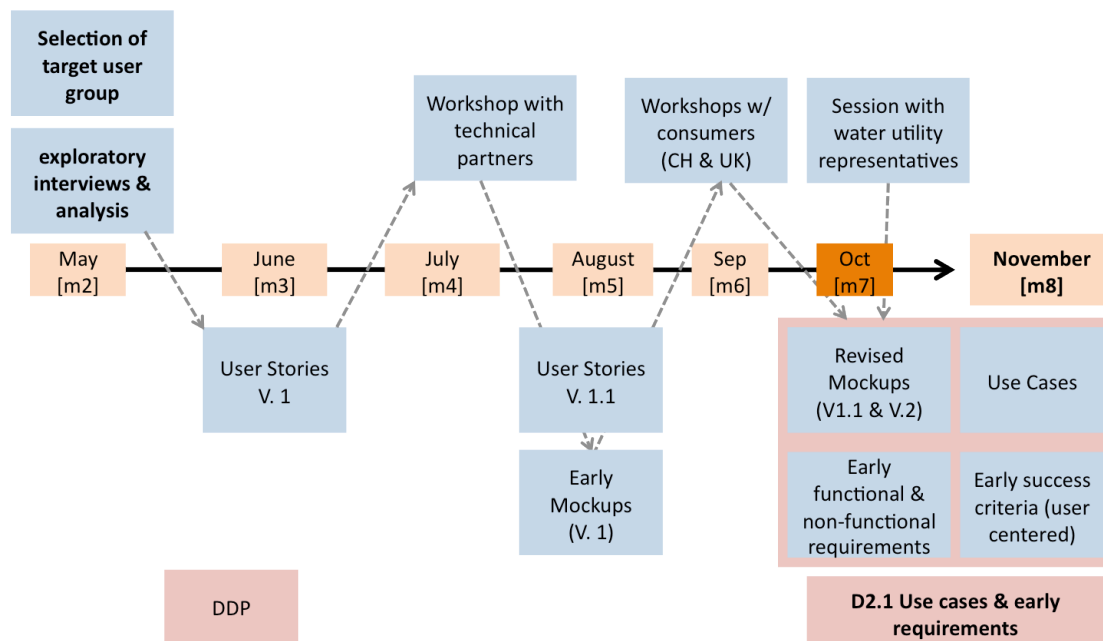 Selection of
target user
group
exploratory
interviews &
analysis
Workshop with
technical
partners
Workshops w/
consumers
(CH & UK)
Session with
water utility
representatives
May
[m2]
June
[m3]
July
[m4]
August
[m5]
Sep
[m6]
Oct
[m7]
November
[m8]
User Stories
V. 1
User Stories
V. 1.1
Early
Mockups
(V. 1)
Revised
Mockups
(V1.1 & V.2)
Use Cases
Early
functional &
non-functional
requirements
Early success
criteria (user
centered)
DDP
D2.1 Use cases & early
requirements